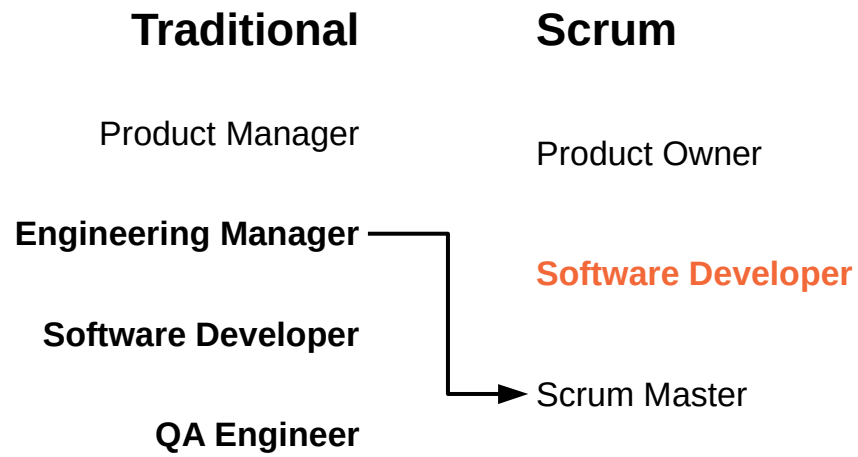 Traditional
Product Manager
Engineering Manager
Software Developer
QA Engineer
Scrum
Product Owner
Software Developer
Scrum Master